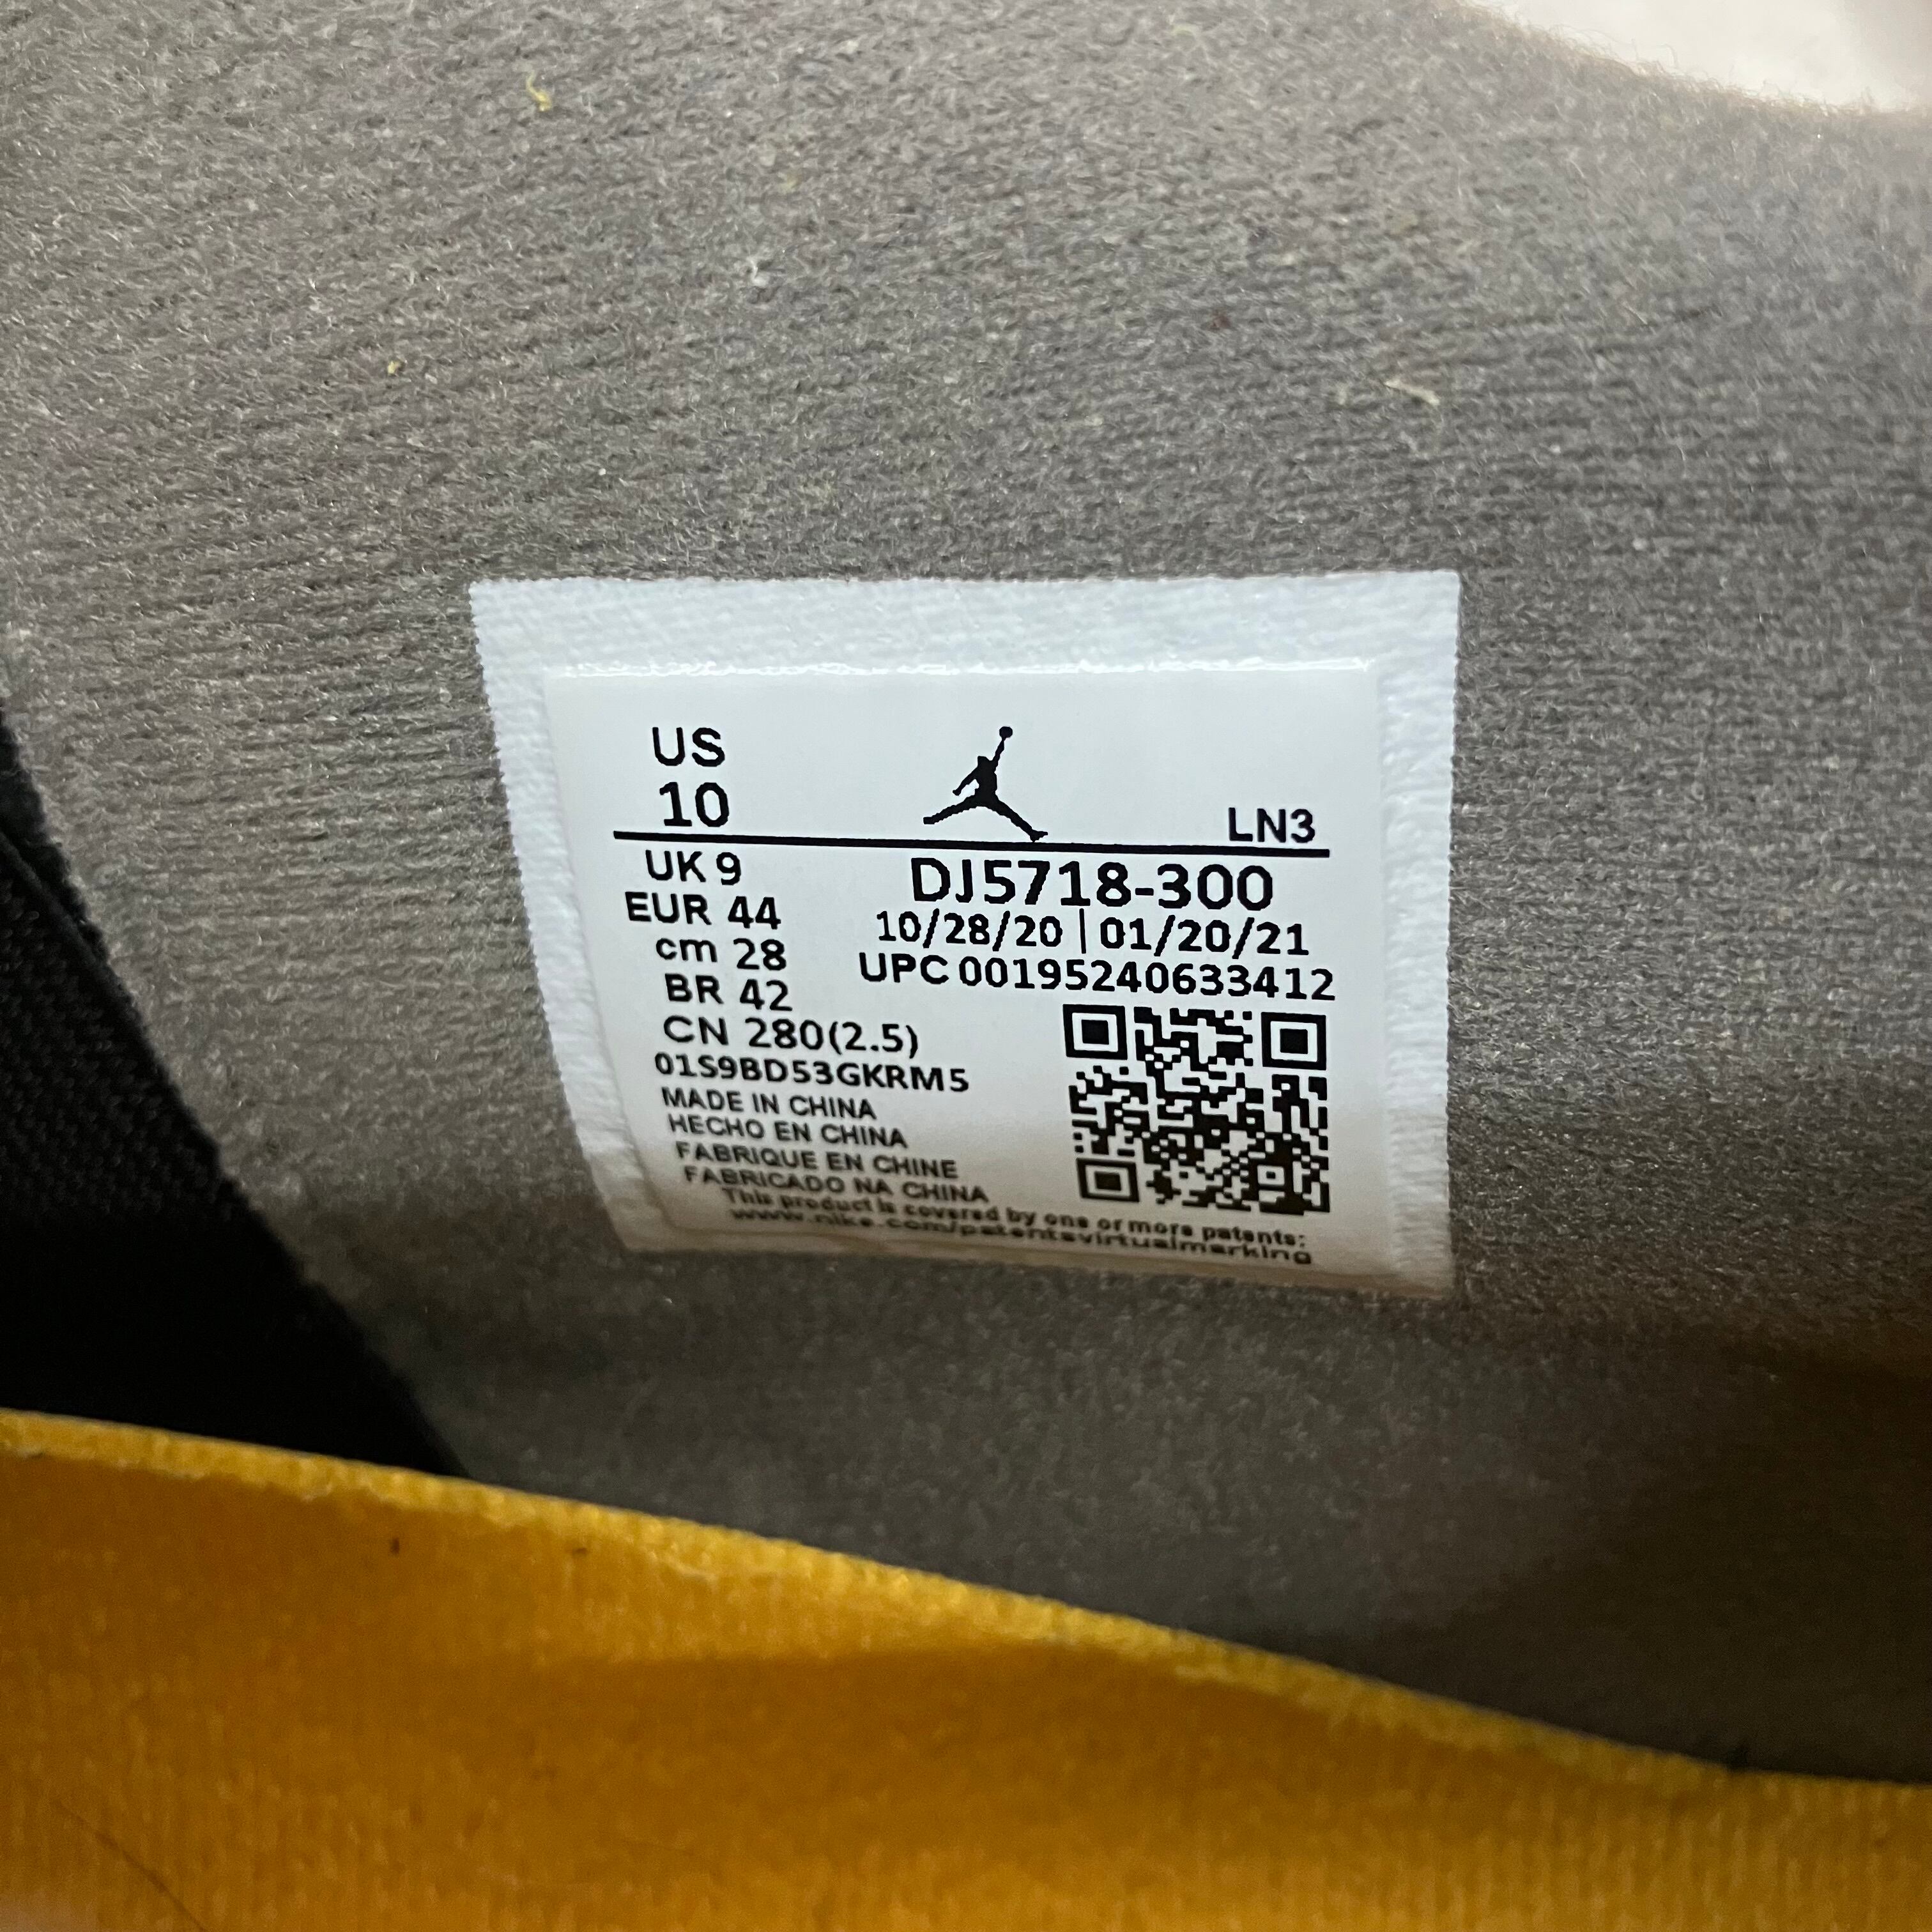 US
10
LN3
UK 9
EUR 44
cm 28
BR 42
CN 280(2.5)
DJ5718-300
10/28/20 | 01/20/21
UPC 00195240633412
01S9BD53GKRM5
MADE IN CHINA
HECHO EN CHINA
FABRIQUE EN CHINE
FABRICADO NA CHINA
This product is covered by one or more patents:
www.nike.com/patentsvirtualmarking